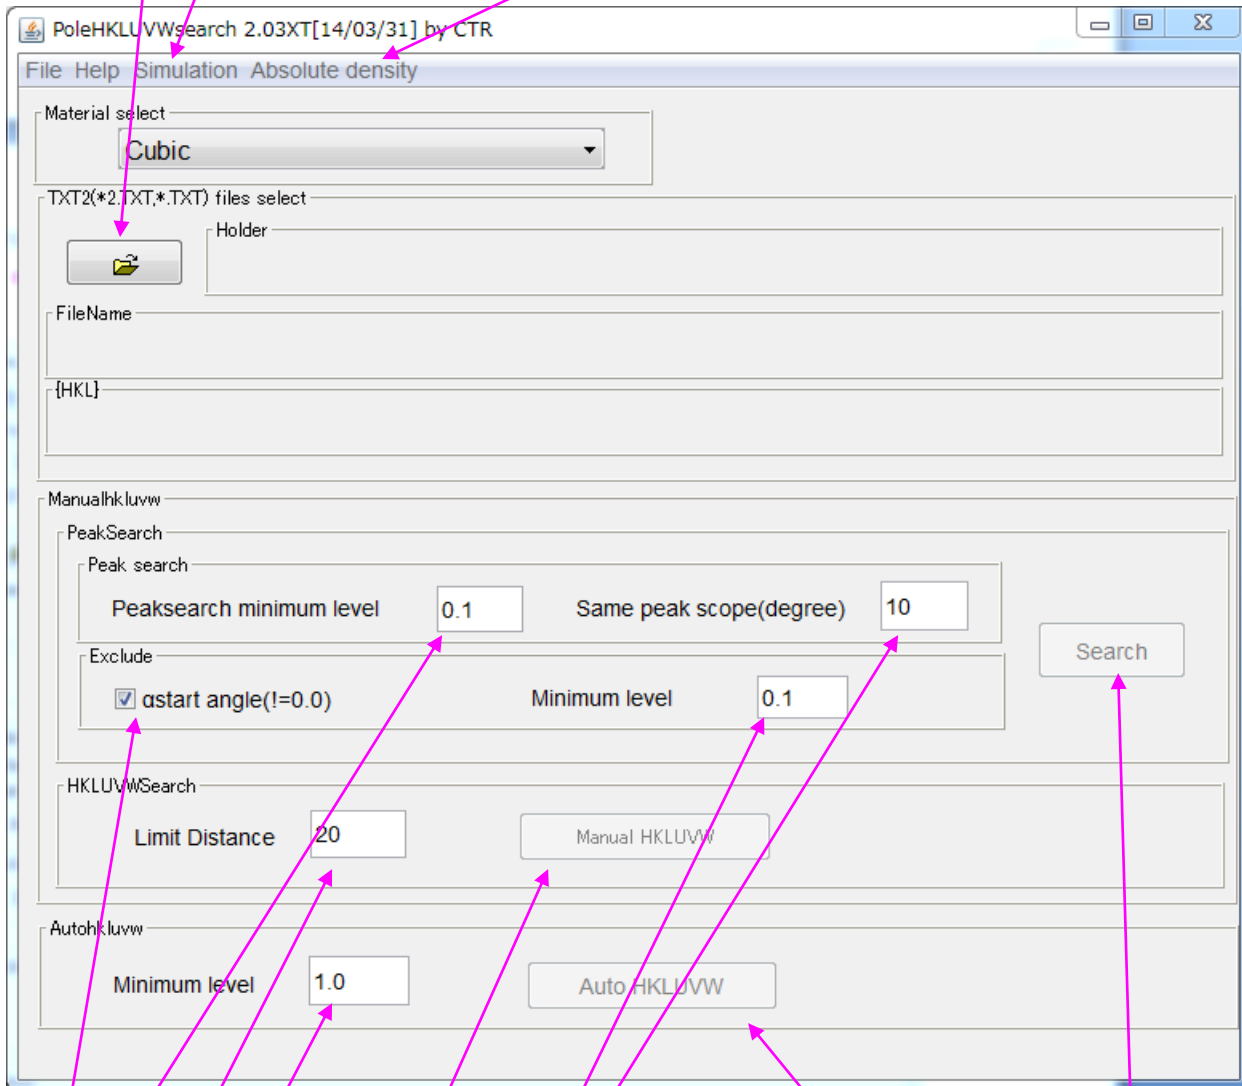 PoleHKLUVWsearch 2.03XT[14/03/31] by CTR
File Help Simulation Absolute density
Material select
Cubic
TXT2(*2.TXT,*.TXT) files select
Holder
FileName
{HKL}
Manualhkluvw
PeakSearch
Peak search
Peaksearch minimum level 0.1 Same peak scope(degree) 10
Search
Exclude
αstart angle(!=0.0) Minimum level 0.1
HKLUVWSearch
Limit Distance 20 Manual HKLUVW
Autohkluvw
Minimum level 1.0 Auto HKLUVW